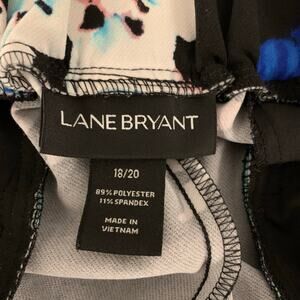 LANE BRYANT
18/20
89% POLYESTER
11% SPANDEX
MADE IN
VIETNAM